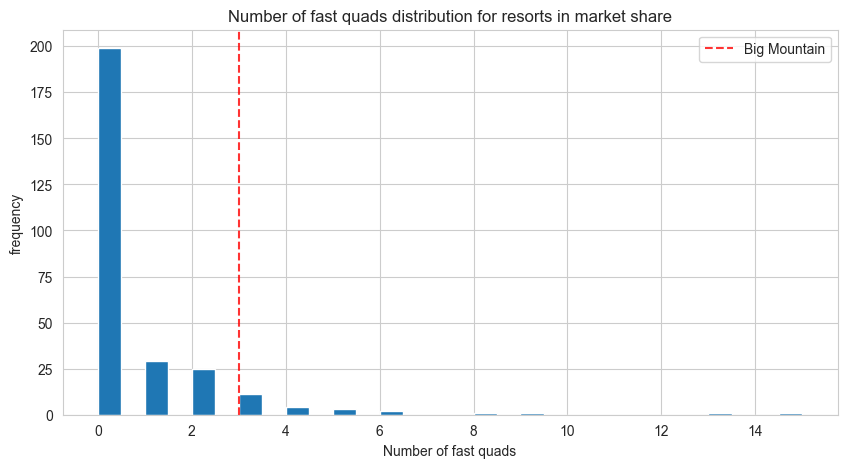 Number of fast quads distribution for resorts in market share
Big Mountain
frequency
200
175
150
125
100
75
50
25
0
0 2 4 6 8 10 12 14
Number of fast quads